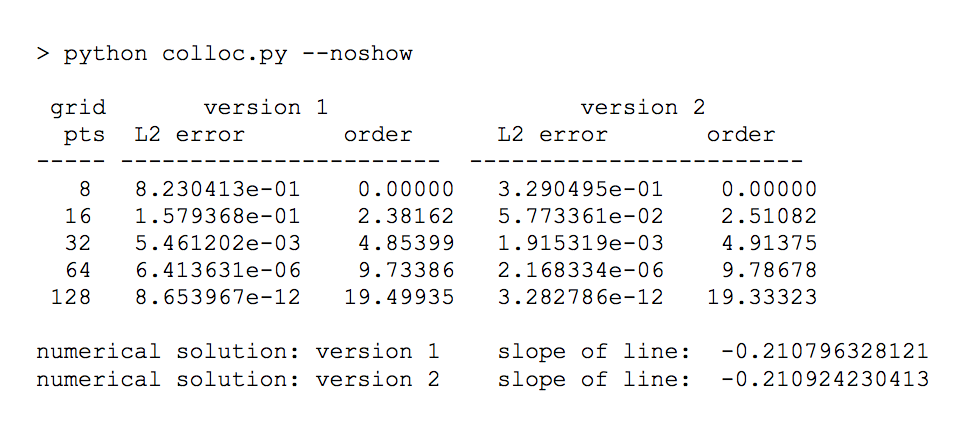 > python colloc.py --noshow
grid version 1 version 2
pts L2 error order L2 error order
----- ----------------------- ------------------------
8 8.230413e-01 0.00000 3.290495e-01 0.00000
16 1.579368e-01 2.38162 5.773361e-02 2.51082
32 5.461202e-03 4.85399 1.915319e-03 4.91375
64 6.413631e-06 9.73386 2.168334e-06 9.78678
128 8.653967e-12 19.49935 3.282786e-12 19.33323
numerical solution: version 1 slope of line: -0.210796328121
numerical solution: version 2 slope of line: -0.210924230413